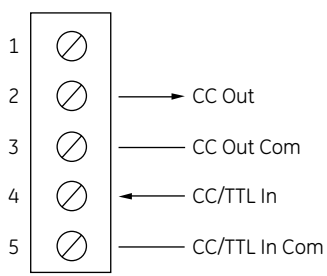 1
2 CC Out
3 CC Out Com
4 CC/TTL In
5 CC/TTL In Com